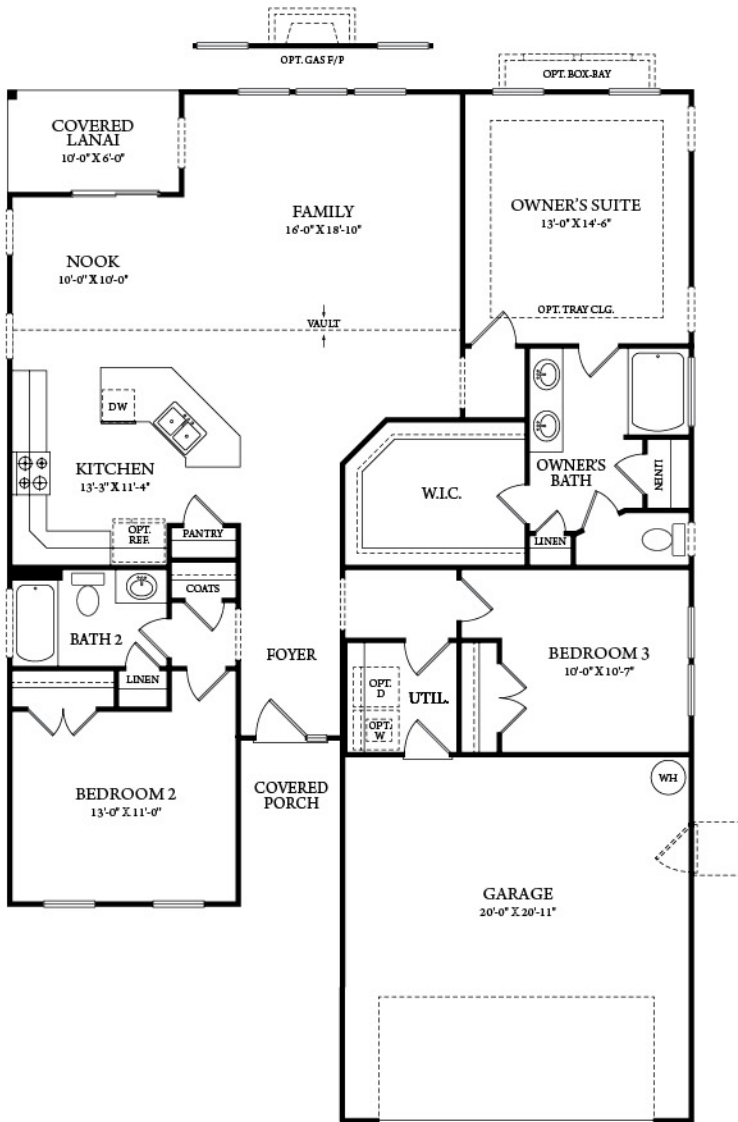 OPT. GAS F/P
OPT. BOX-BAY
COVERED
LANAI
10'-0" X 6'-0"
FAMILY
16'-0" X 18'-10"
OWNER'S SUITE
13'-0" X 14'-6"
NOOK
10'-0" X 10'-0"
OPT. TRAY CLG.
VAULT
DW
KITCHEN
13'-3" X 11'-4"
OWNER'S
BATH
LINEN
W.I.C.
OPT.
REF.
PANTRY
LINEN
COATS
BATH 2
LINEN
FOYER
BEDROOM 3
10'-0" X 10'-7"
OPT.
D
UTIL.
OPT.
W
BEDROOM 2
13'-0" X 11'-0"
COVERED
PORCH
WH
GARAGE
20'-0" X 20'-11"